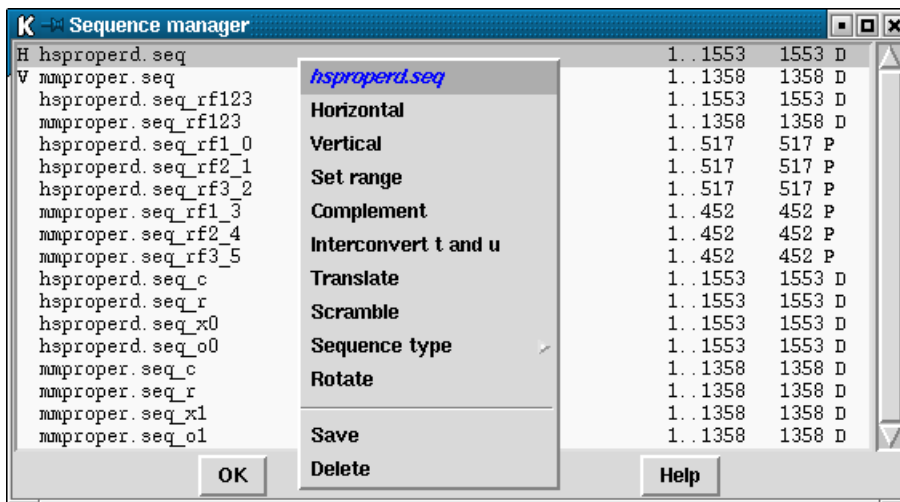 K Sequence manager
H hsproperd.seq 1..1553 1553 D
V mmproper.seq 1..1358 1358 D
hsproperd.seq_rf123 1..1553 1553 D
mmproper.seq_rf123 1..1358 1358 D
hsproperd.seq_rf1_0 1..517 517 P
hsproperd.seq_rf2_1 1..517 517 P
hsproperd.seq_rf3_2 1..517 517 P
mmproper.seq_rf1_3 1..452 452 P
mmproper.seq_rf2_4 1..452 452 P
mmproper.seq_rf3_5 1..452 452 P
hsproperd.seq_c 1..1553 1553 D
hsproperd.seq_r 1..1553 1553 D
hsproperd.seq_x0 1..1553 1553 D
hsproperd.seq_o0 1..1553 1553 D
mmproper.seq_c 1..1358 1358 D
mmproper.seq_r 1..1358 1358 D
mmproper.seq_x1 1..1358 1358 D
mmproper.seq_o1 1..1358 1358 D
hsproperd.seq
Horizontal
Vertical
Set range
Complement
Interconvert t and u
Translate
Scramble
Sequence type
Rotate
Save
Delete
OK
Help